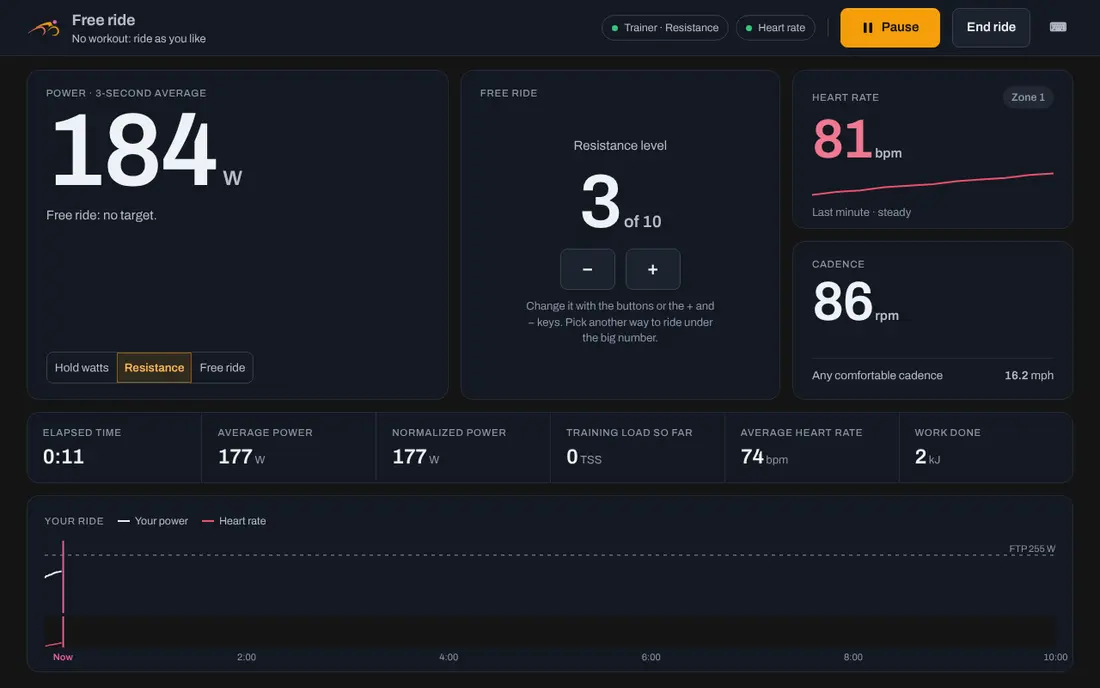 Free ride
No workout: ride as you like
Trainer · Resistance
Heart rate
Pause
End ride
POWER · 3-SECOND AVERAGE
184 W
Free ride: no target.
Hold watts
Resistance
Free ride
FREE RIDE
Resistance level
3 of 10
−
+
Change it with the buttons or the + and
– keys. Pick another way to ride under
the big number.
HEART RATE
Zone 1
81 bpm
Last minute · steady
CADENCE
86 rpm
Any comfortable cadence
16.2 mph
ELAPSED TIME
0:11
AVERAGE POWER
177 W
NORMALIZED POWER
177 W
TRAINING LOAD SO FAR
0 TSS
AVERAGE HEART RATE
74 bpm
WORK DONE
2 kJ
YOUR RIDE
Your power
Heart rate
FTP 255 W
Now
2:00
4:00
6:00
8:00
10:00